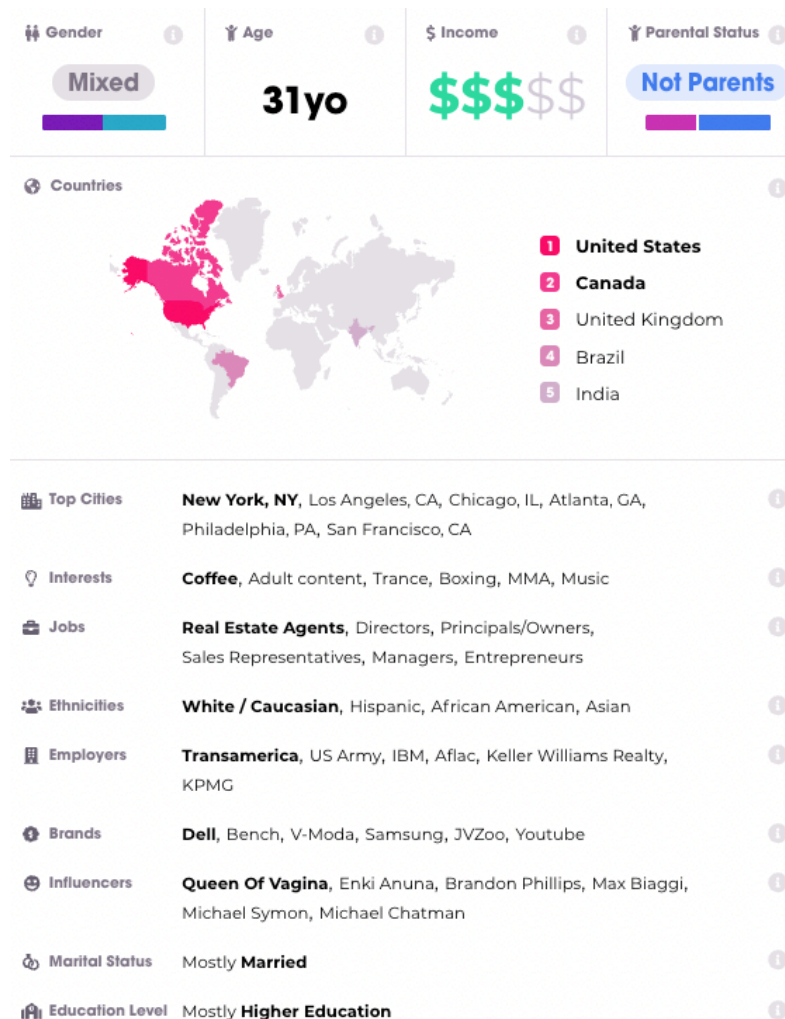 Gender
Age
$ Income
Parental Status
Mixed
31yo
$$$$$
Not Parents
Countries
1 United States
2 Canada
3 United Kingdom
4 Brazil
5 India
Top Cities
New York, NY, Los Angeles, CA, Chicago, IL, Atlanta, GA,
Philadelphia, PA, San Francisco, CA
Interests
Coffee, Adult content, Trance, Boxing, MMA, Music
Jobs
Real Estate Agents, Directors, Principals/Owners,
Sales Representatives, Managers, Entrepreneurs
Ethnicities
White / Caucasian, Hispanic, African American, Asian
Employers
Transamerica, US Army, IBM, Aflac, Keller Williams Realty,
KPMG
Brands
Dell, Bench, V-Moda, Samsung, JVZoo, Youtube
Influencers
Queen Of Vagina, Enki Anuna, Brandon Phillips, Max Biaggi,
Michael Symon, Michael Chatman
Marital Status
Mostly Married
Education Level
Mostly Higher Education